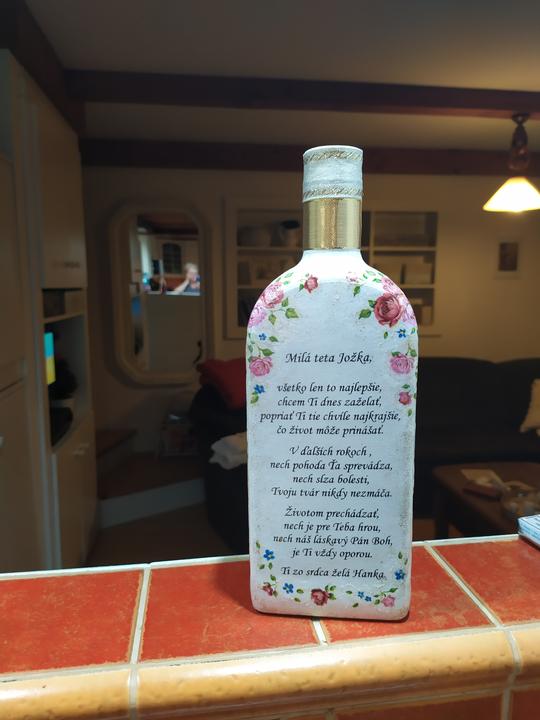 Milá teta Jožka,
všetko len to najlepšie,
chcem Ti dnes zaželať,
popriať Ti tie chvíle najkrajšie,
čo život môže prinášať.
V ďalších rokoch ,
nech pohoda Ťa sprevádza,
nech slza bolesti,
Tvoju tvár nikdy nezmáča.
Životom prechádzať,
nech je pre Teba hrou,
nech náš láskavý Pán Boh,
je Ti vždy oporou.
Ti zo srdca želá Hanka